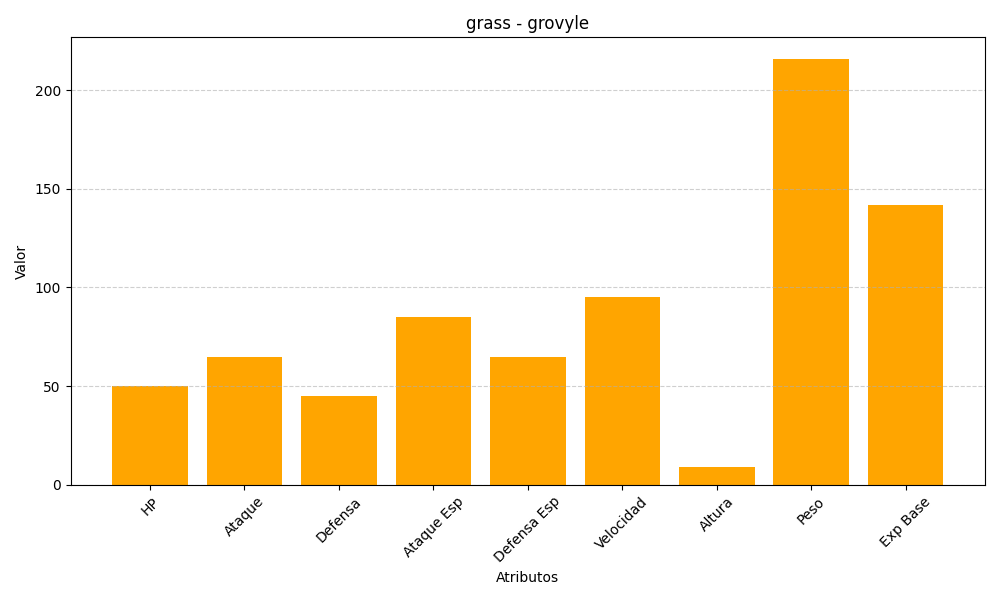 grass - grovyle
Valor
200
150
100
50
0
HP
Ataque
Defensa
Ataque Esp
Defensa Esp
Velocidad
Altura
Peso
Exp Base
Atributos